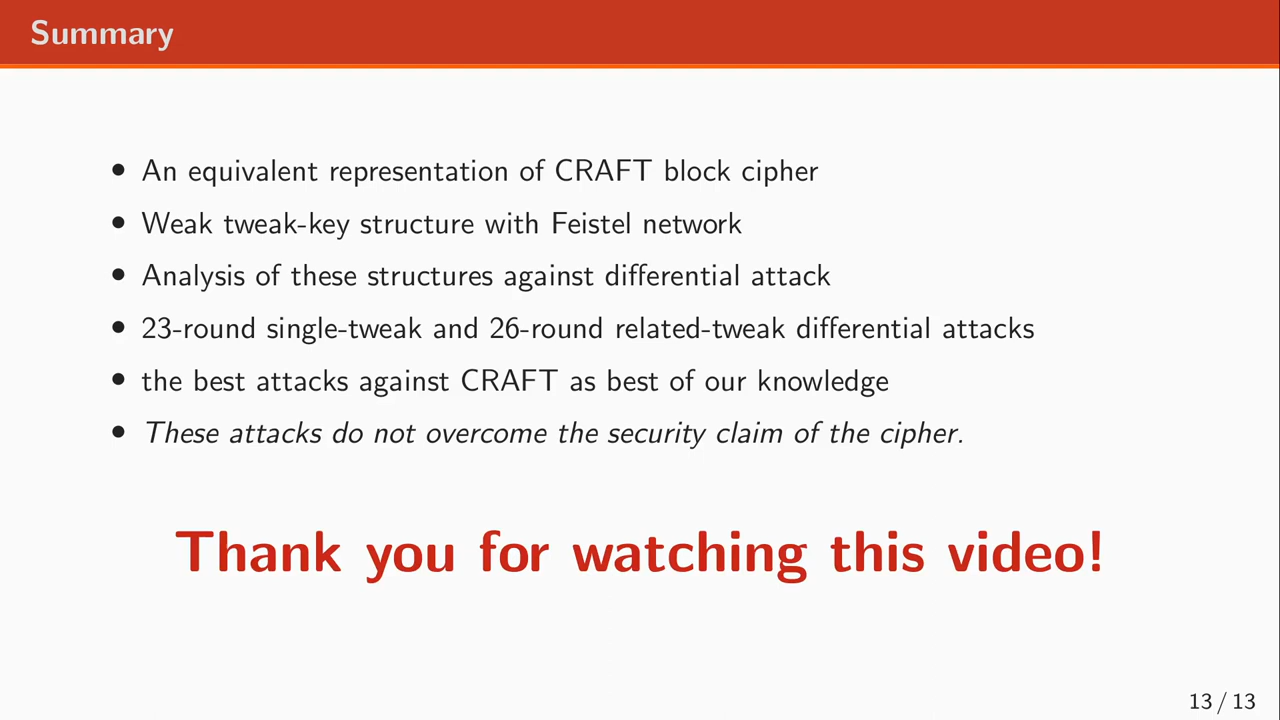 Summary
• An equivalent representation of CRAFT block cipher
• Weak tweak-key structure with Feistel network
• Analysis of these structures against differential attack
• 23-round single-tweak and 26-round related-tweak differential attacks
• the best attacks against CRAFT as best of our knowledge
• These attacks do not overcome the security claim of the cipher.
Thank you for watching this video!
13 / 13